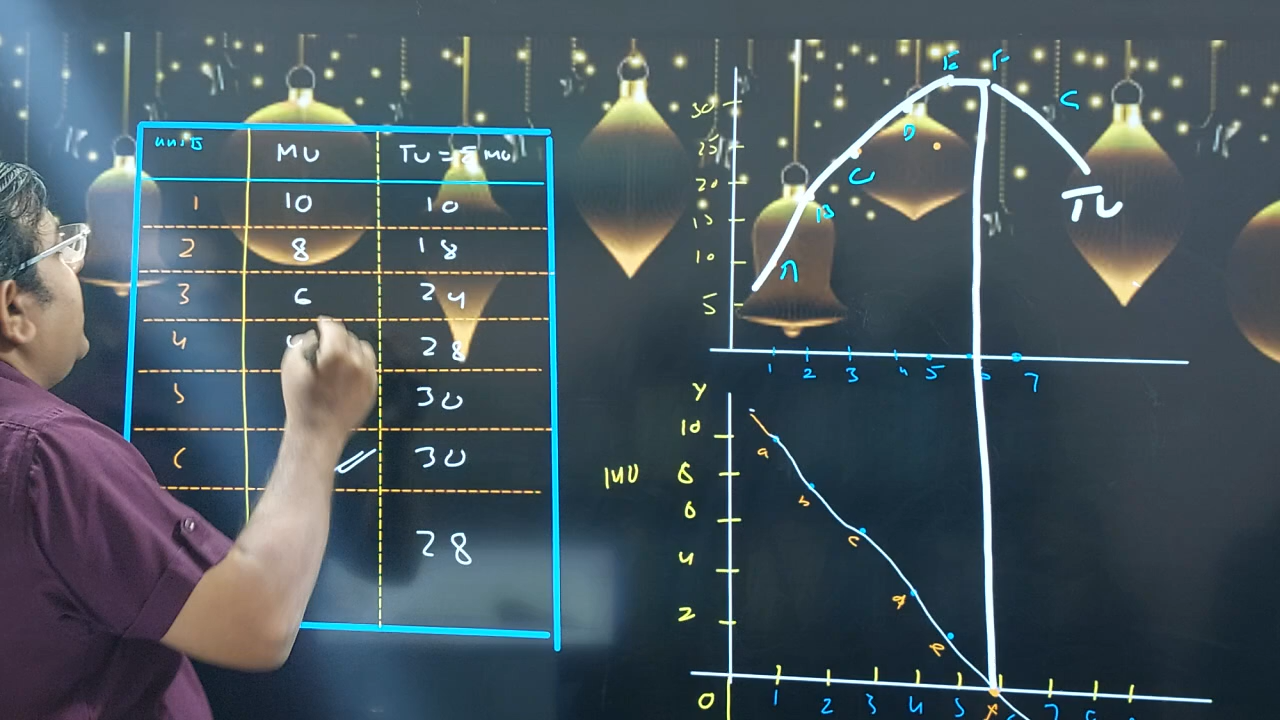 units MU TU = Σ MU
1 10 10
2 8 18
3 6 24
4 28
5 30
6 30
28
30
25
20
15
10
5
A
B
C
D
E F
G
TU
1 2 3 4 5 6 7
Y
MU
10
8
6
4
2
0
a
b
c
d
e
f
1 2 3 4 5 7